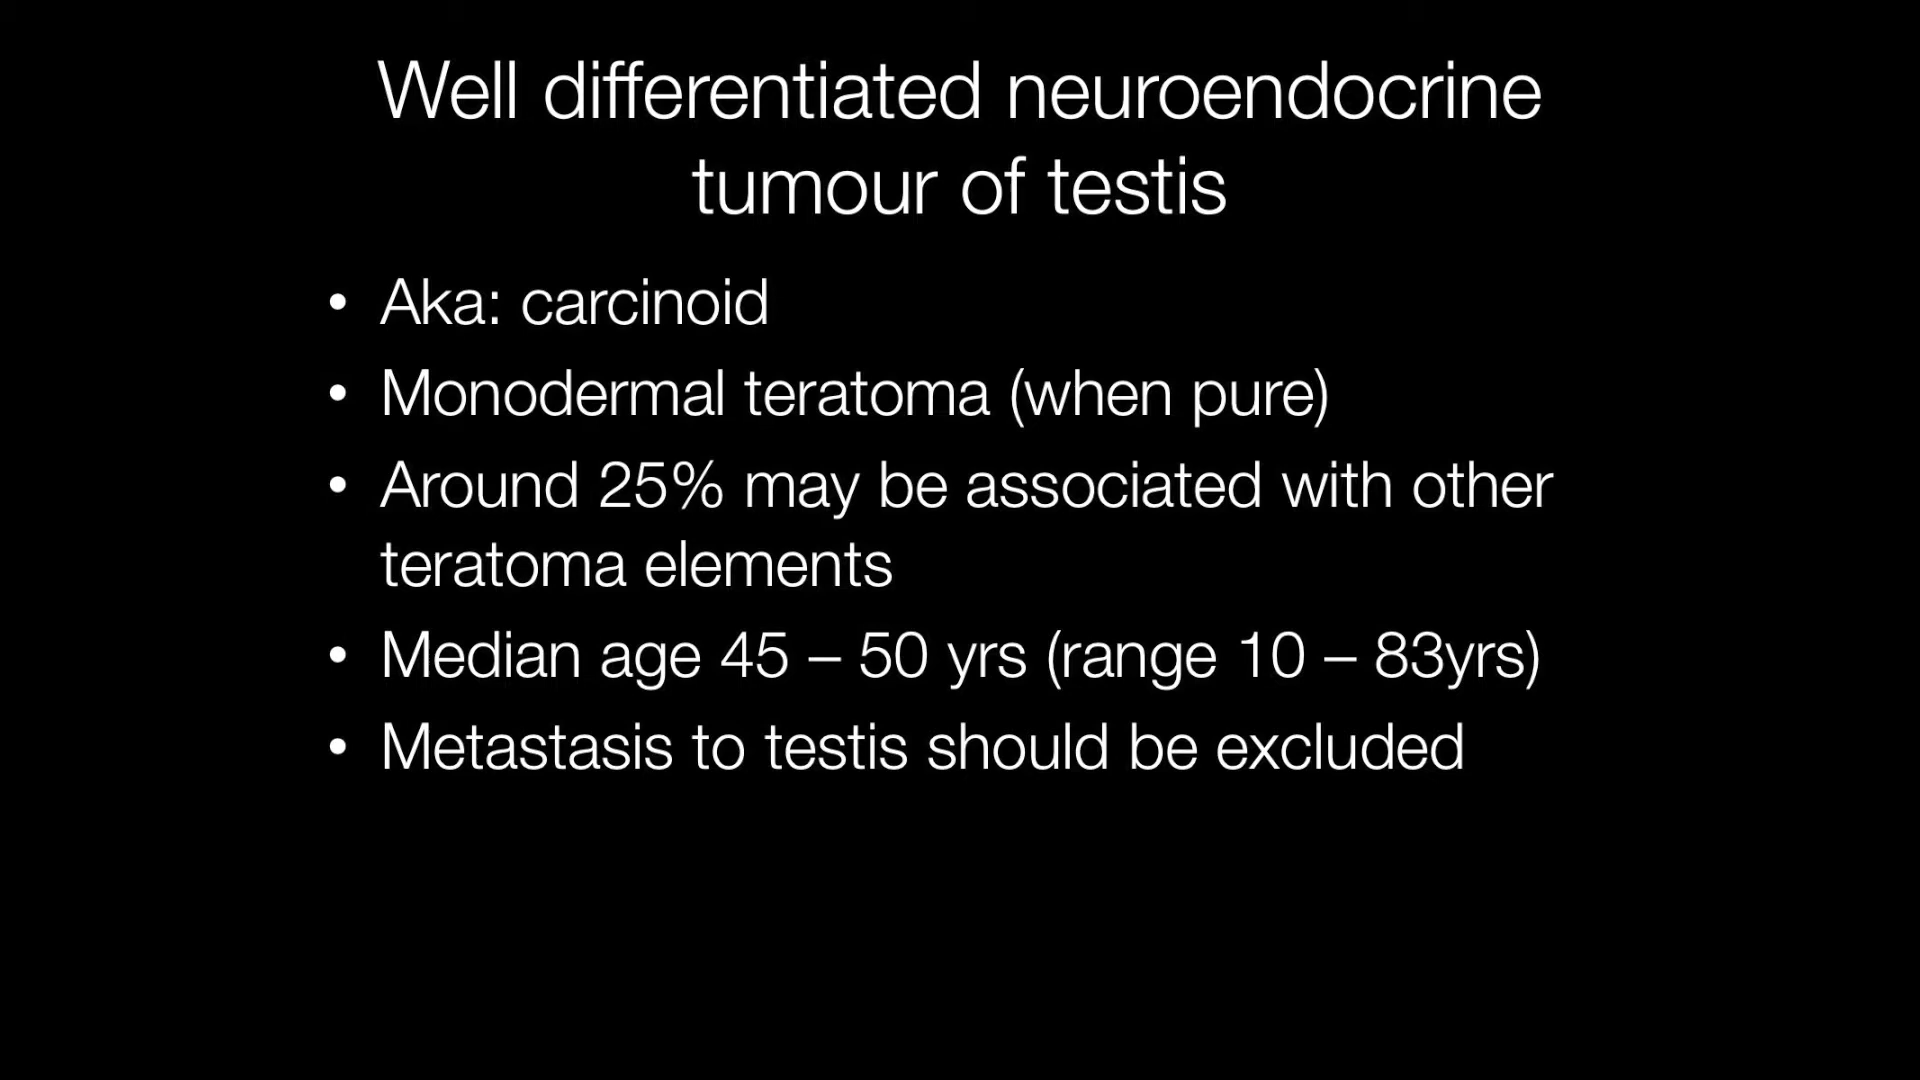 Well differentiated neuroendocrine
tumour of testis
• Aka: carcinoid
• Monodermal teratoma (when pure)
• Around 25% may be associated with other
teratoma elements
• Median age 45 – 50 yrs (range 10 – 83yrs)
• Metastasis to testis should be excluded